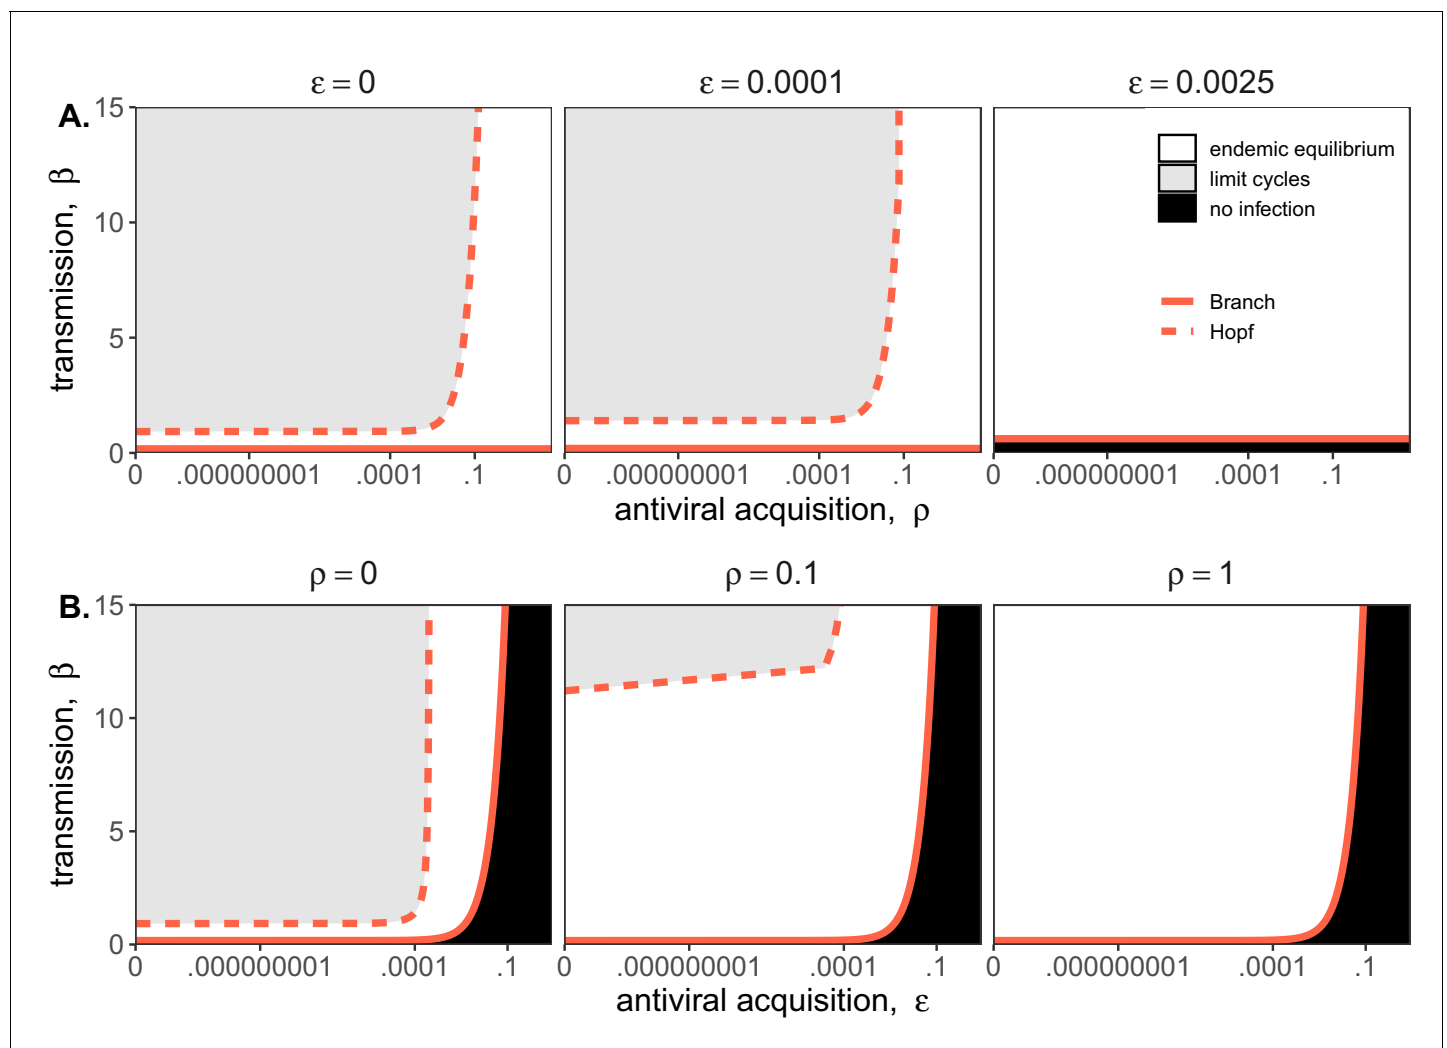 ε = 0
ε = 0.0001
ε = 0.0025
A.
15
10
5
0
transmission, β
endemic equilibrium
limit cycles
no infection
Branch
Hopf
0 .000000001 .0001 .1
0 .000000001 .0001 .1
0 .000000001 .0001 .1
antiviral acquisition, ρ
ρ = 0
ρ = 0.1
ρ = 1
B.
15
10
5
0
transmission, β
0 .000000001 .0001 .1
0 .000000001 .0001 .1
0 .000000001 .0001 .1
antiviral acquisition, ε